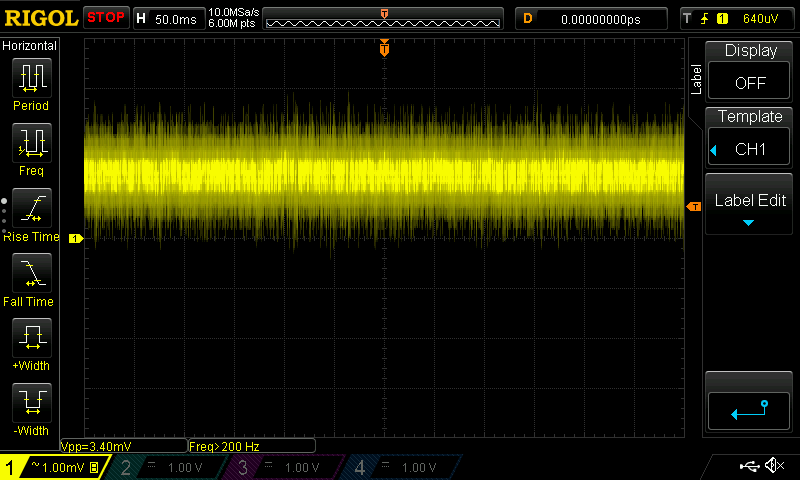 RIGOL STOP H 50.0ms 10.0MSa/s 6.00M pts T D 0.00000000ps T 1 640uV
Horizontal
Period
Freq
Rise Time
Fall Time
+Width
-Width
1
T
T
Vpp=3.40mV Freq>200 Hz
1 ~ 1.00mV B 2 1.00 V 3 1.00 V 4 1.00 V
Label
Display
OFF
Template
CH1
Label Edit